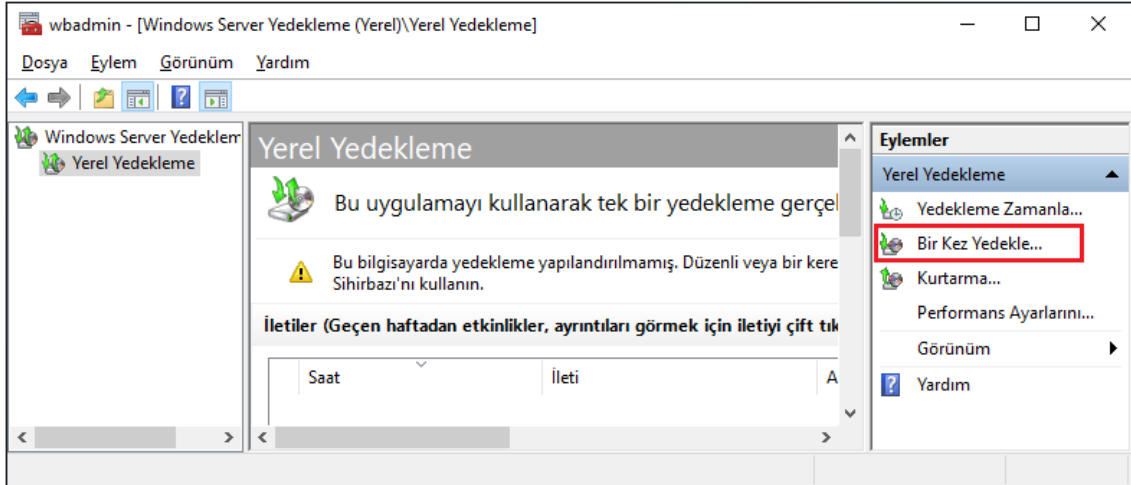 wbadmin - [Windows Server Yedekleme (Yerel)\Yerel Yedekleme]
Dosya Eylem Görünüm Yardım
Windows Server Yedeklem
Yerel Yedekleme
Yerel Yedekleme
Bu uygulamayı kullanarak tek bir yedekleme gerçel
Bu bilgisayarda yedekleme yapılandırılmamış. Düzenli veya bir kere
Sihirbazı'nı kullanın.
İletiler (Geçen haftadan etkinlikler, ayrıntıları görmek için iletiyi çift tık
Saat İleti A
Eylemler
Yerel Yedekleme
Yedekleme Zamanla...
Bir Kez Yedekle...
Kurtarma...
Performans Ayarlarını...
Görünüm
Yardım